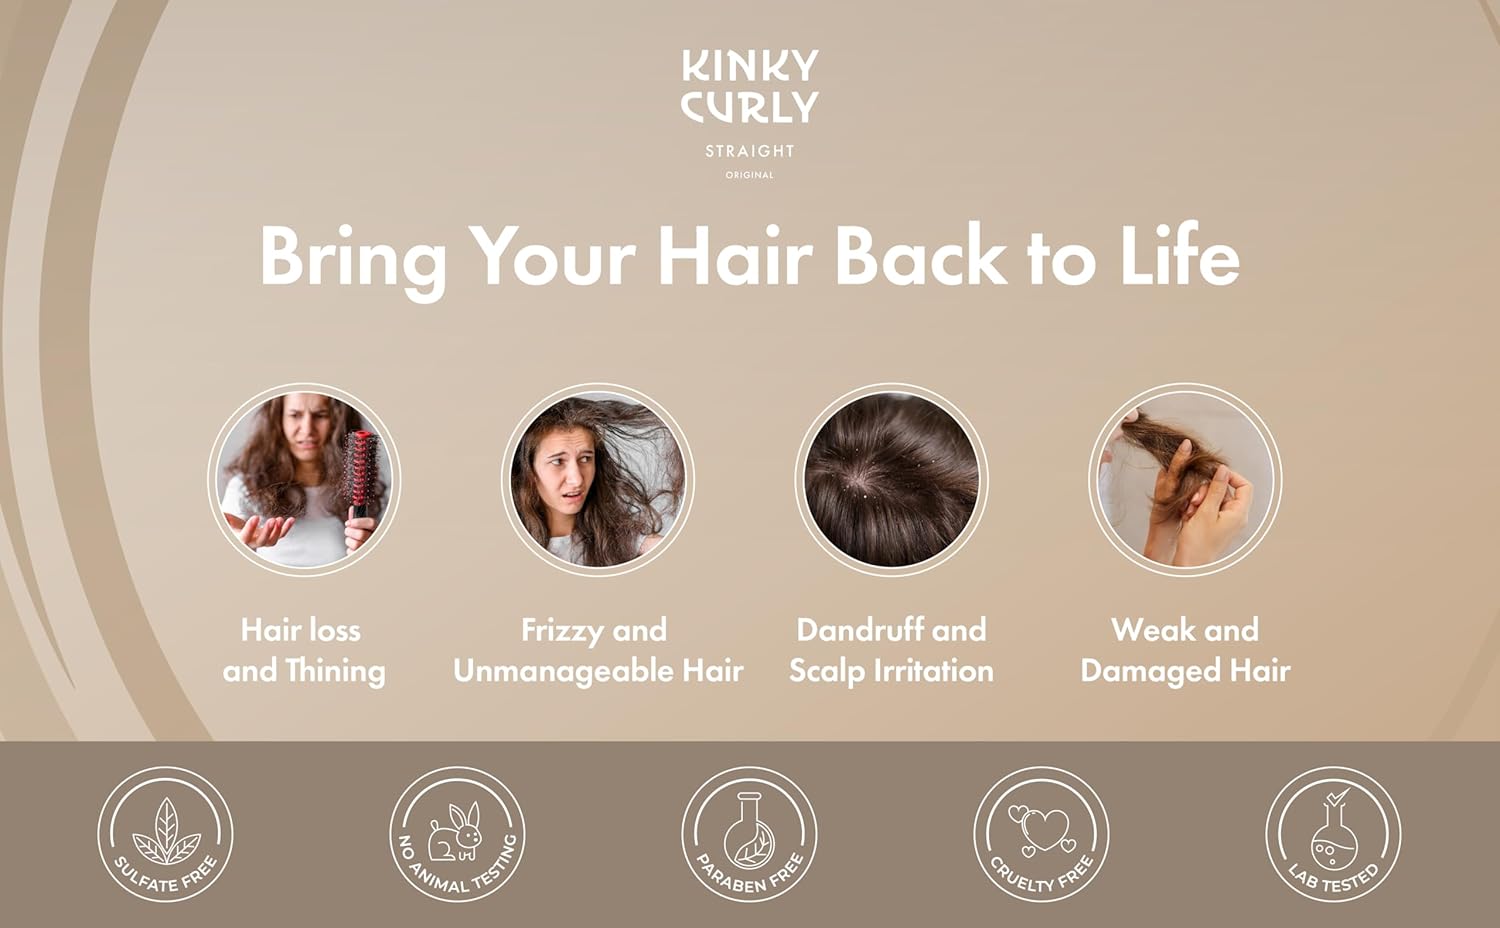 KINKY
CURLY
STRAIGHT
ORIGINAL
Bring Your Hair Back to Life
Hair loss
and Thining
Frizzy and
Unmanageable Hair
Dandruff and
Scalp Irritation
Weak and
Damaged Hair
SULFATE FREE
NO ANIMAL TESTING
PARABEN FREE
CRUELTY FREE
LAB TESTED